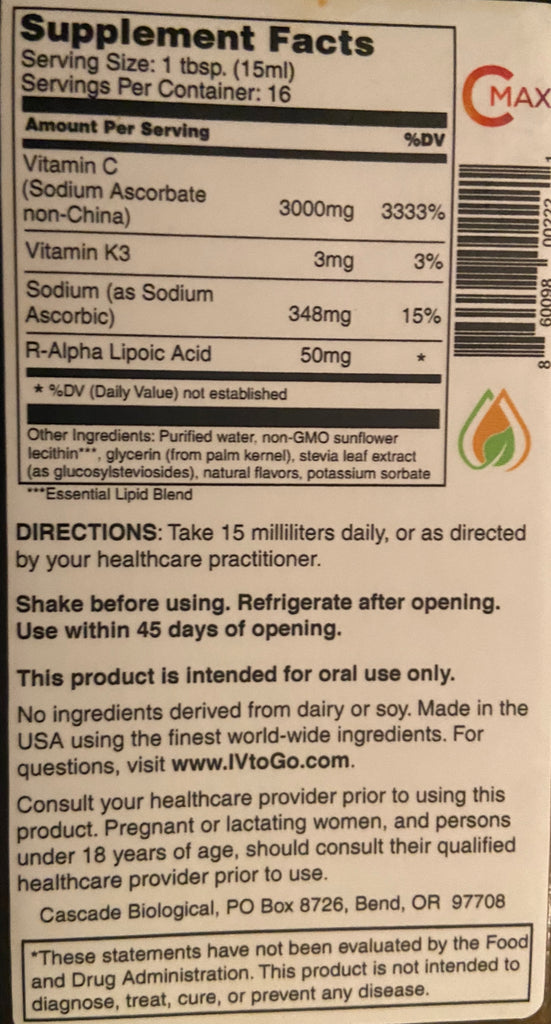 Supplement Facts
Serving Size: 1 tbsp. (15ml)
Servings Per Container: 16
Amount Per Serving %DV
Vitamin C
(Sodium Ascorbate
non-China) 3000mg 3333%
Vitamin K3 3mg 3%
Sodium (as Sodium
Ascorbic) 348mg 15%
R-Alpha Lipoic Acid 50mg *
* %DV (Daily Value) not established
Other Ingredients: Purified water, non-GMO sunflower
lecithin***, glycerin (from palm kernel), stevia leaf extract
(as glucosylsteviosides), natural flavors, potassium sorbate
***Essential Lipid Blend
CMAX
8 60098 00222 1
DIRECTIONS: Take 15 milliliters daily, or as directed
by your healthcare practitioner.
Shake before using. Refrigerate after opening.
Use within 45 days of opening.
This product is intended for oral use only.
No ingredients derived from dairy or soy. Made in the
USA using the finest world-wide ingredients. For
questions, visit www.IVtoGo.com.
Consult your healthcare provider prior to using this
product. Pregnant or lactating women, and persons
under 18 years of age, should consult their qualified
healthcare provider prior to use.
Cascade Biological, PO Box 8726, Bend, OR 97708
*These statements have not been evaluated by the Food
and Drug Administration. This product is not intended to
diagnose, treat, cure, or prevent any disease.